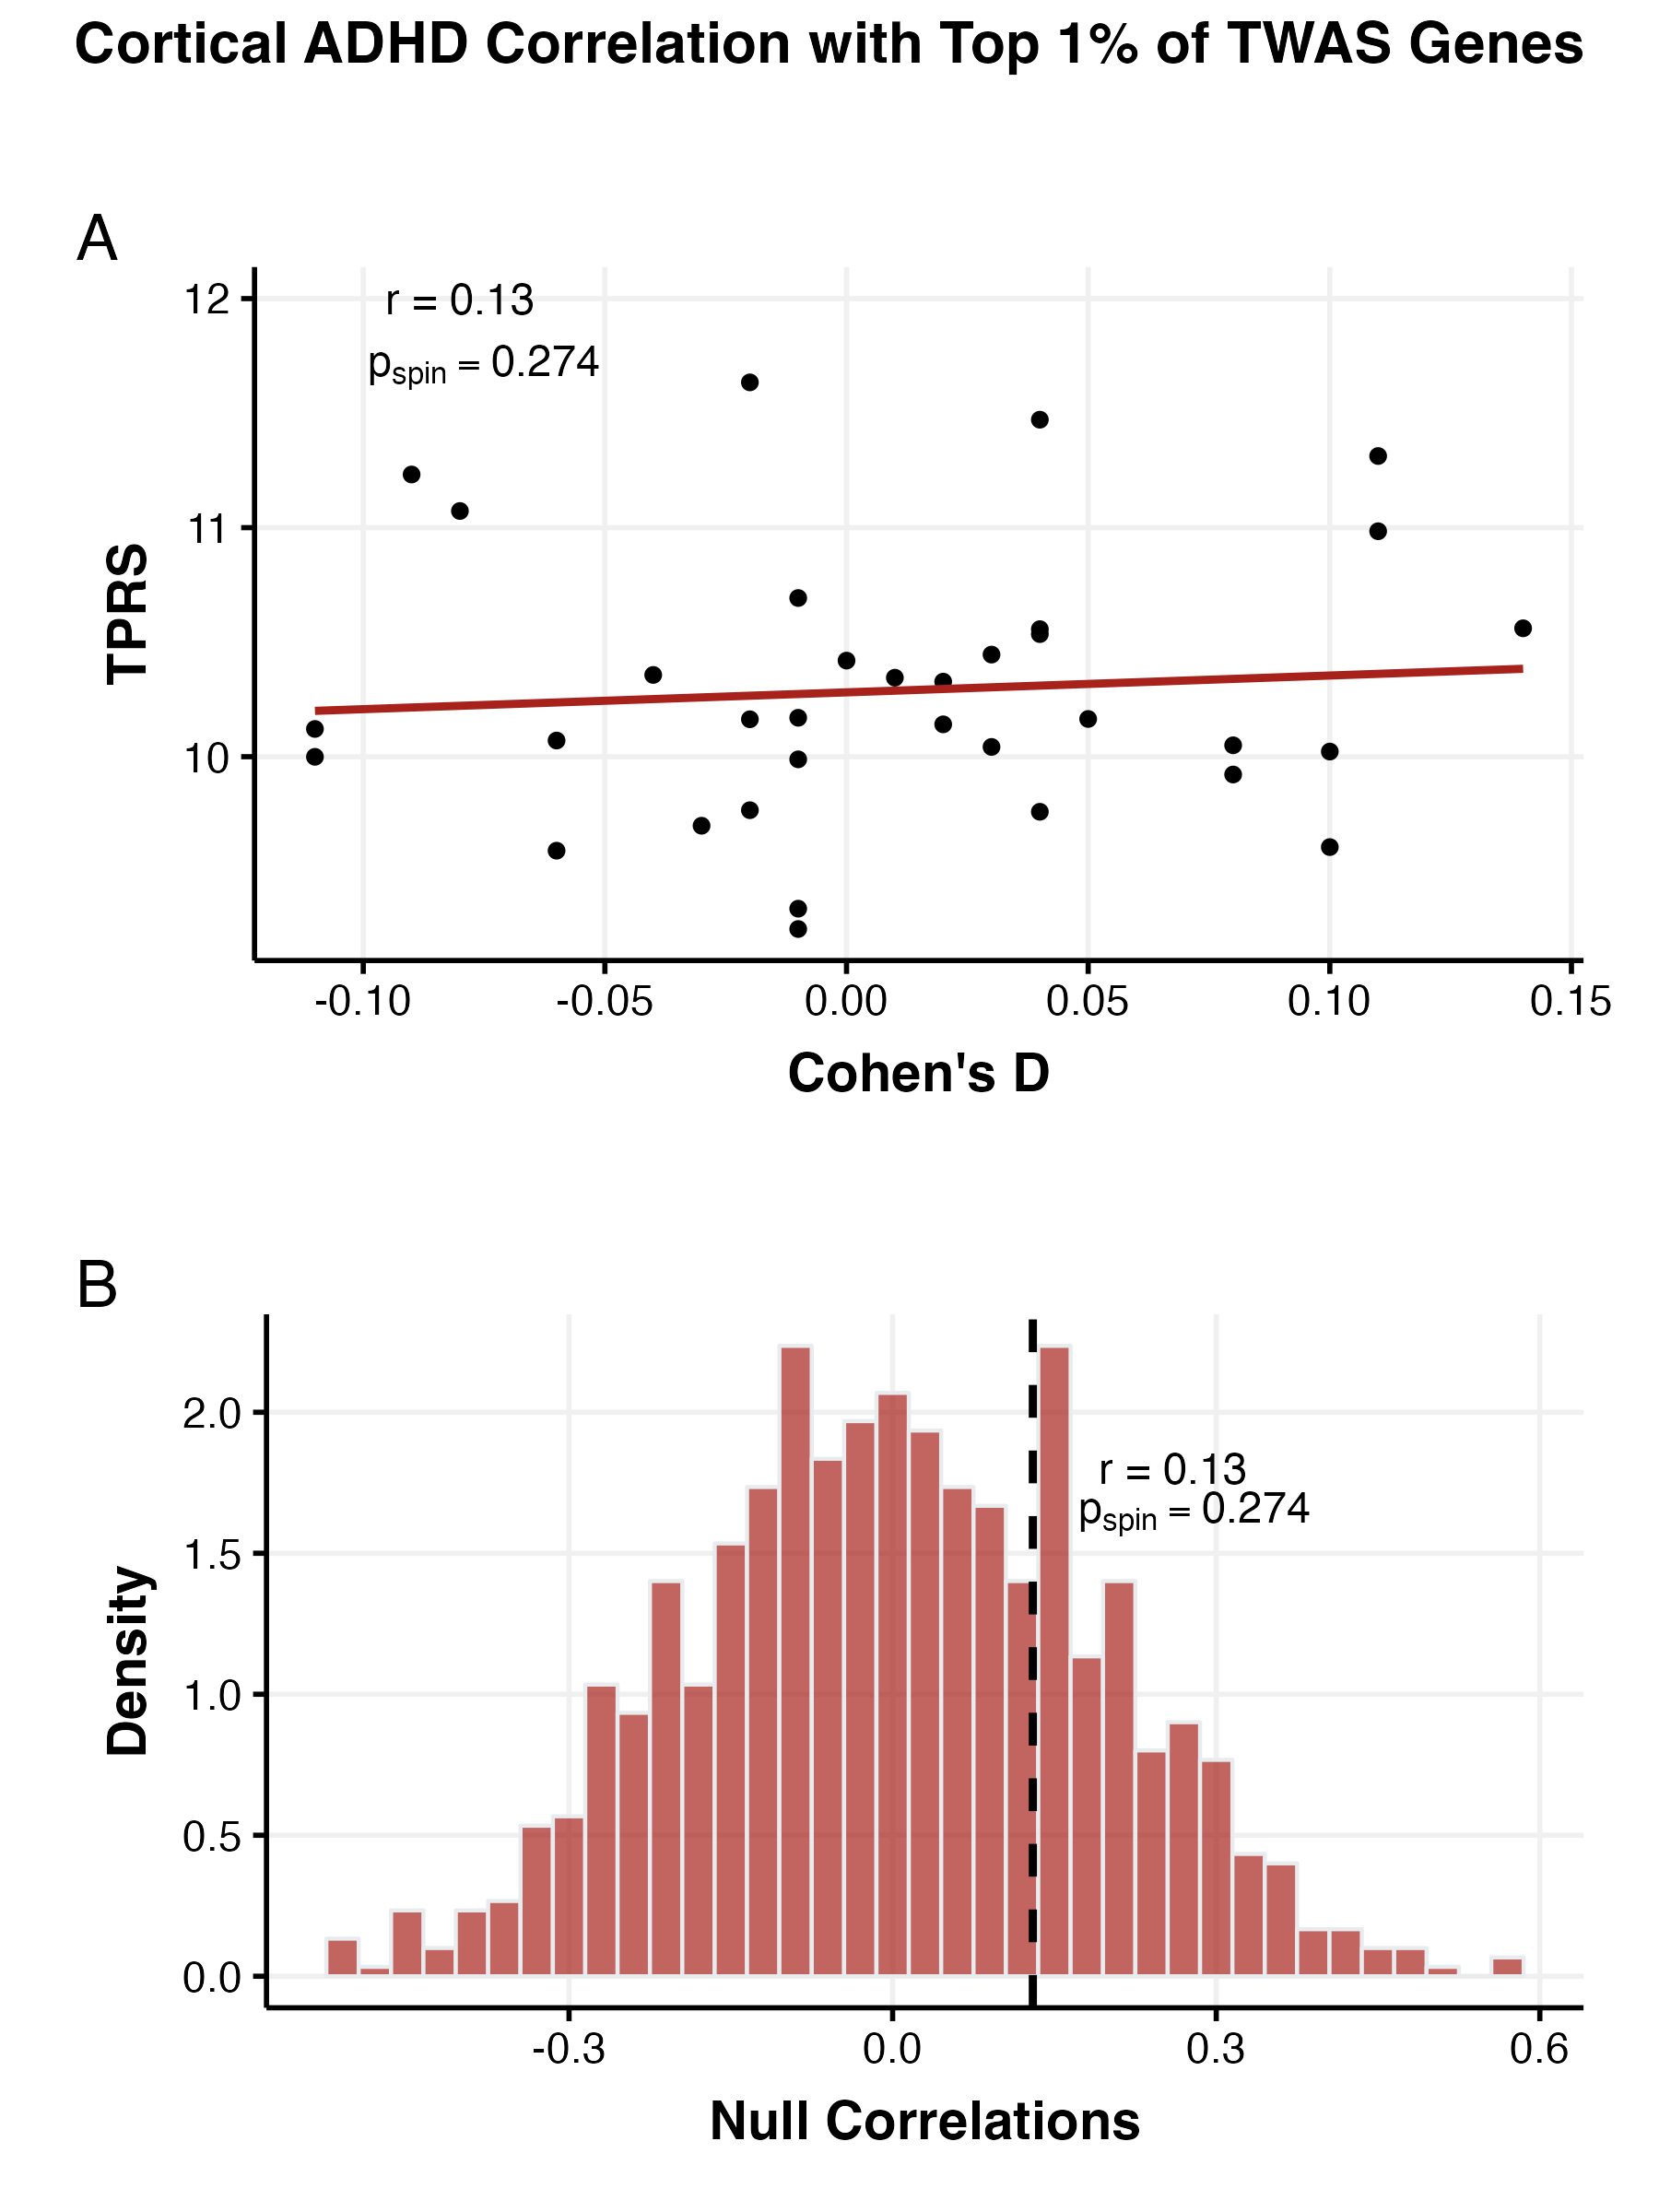 Cortical ADHD Correlation with Top 1% of TWAS Genes
A
12
11
10
TPRS
r = 0.13
pspin = 0.274
-0.10 -0.05 0.00 0.05 0.10 0.15
Cohen's D
B
2.0
1.5
1.0
0.5
0.0
Density
r = 0.13
pspin = 0.274
-0.3 0.0 0.3 0.6
Null Correlations